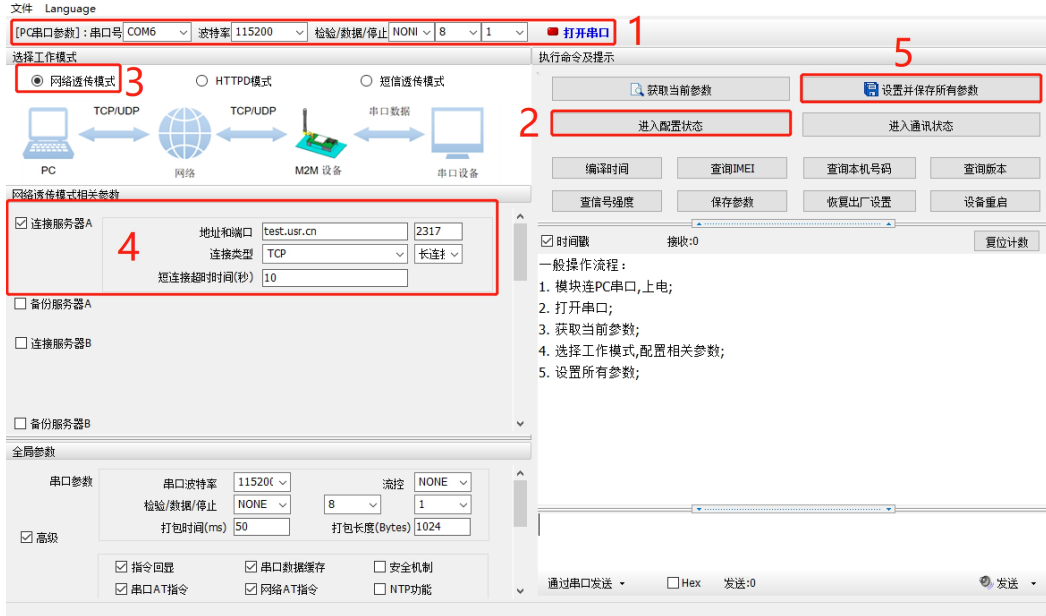 文件 Language
[PC串口参数]：串口号 COM6 波特率 115200 检验/数据/停止 NONI 8 1 打开串口 1
选择工作模式
网络透传模式 3 HTTPD模式 短信透传模式
TCP/UDP TCP/UDP 串口数据
PC 网络 M2M 设备 串口设备
网络透传模式相关参数
连接服务器A
4
地址和端口 test.usr.cn 2317
连接类型 TCP 长连接
短连接超时时间(秒) 10
备份服务器A
连接服务器B
备份服务器B
全局参数
串口参数 串口波特率 115200 流控 NONE
检验/数据/停止 NONE 8 1
打包时间(ms) 50 打包长度(Bytes) 1024
高级
指令回显 串口数据缓存 安全机制
串口AT指令 网络AT指令 NTP功能
执行命令及提示
5
获取当前参数 设置并保存所有参数
2 进入配置状态 进入通讯状态
编译时间 查询IMEI 查询本机号码 查询版本
查信号强度 保存参数 恢复出厂设置 设备重启
时间戳 接收:0 复位计数
一般操作流程：
1. 模块连PC串口,上电;
2. 打开串口;
3. 获取当前参数;
4. 选择工作模式,配置相关参数;
5. 设置所有参数;
通过串口发送 Hex 发送:0 发送